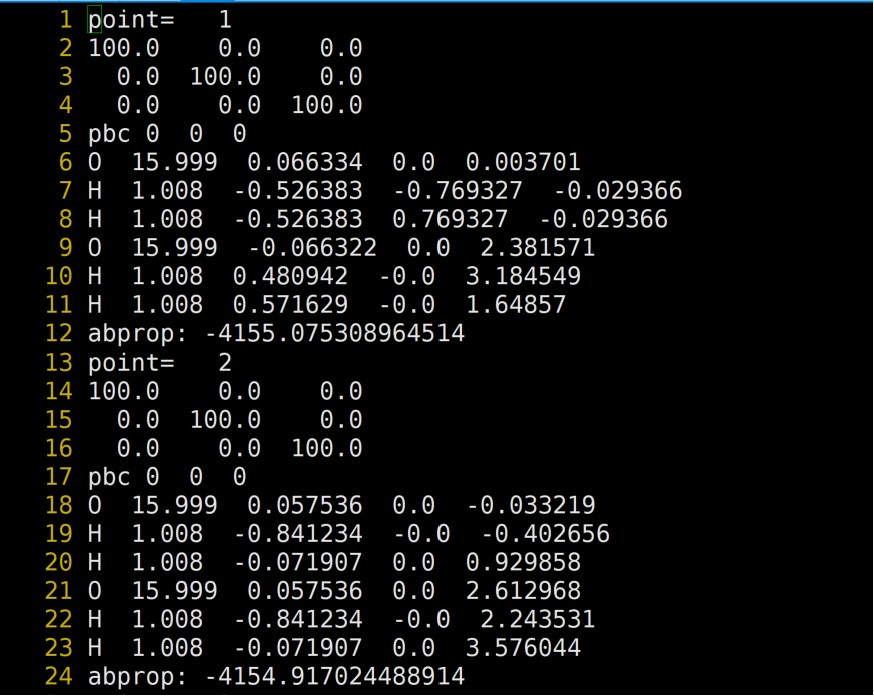 1 point=   1
2 100.0    0.0    0.0
3   0.0  100.0    0.0
4   0.0    0.0  100.0
5 pbc 0  0  0
6 O  15.999  0.066334  0.0  0.003701
7 H  1.008  -0.526383  -0.769327  -0.029366
8 H  1.008  -0.526383  0.769327  -0.029366
9 O  15.999  -0.066322  0.0  2.381571
10 H  1.008  0.480942  -0.0  3.184549
11 H  1.008  0.571629  -0.0  1.64857
12 abprop: -4155.075308964514
13 point=   2
14 100.0    0.0    0.0
15   0.0  100.0    0.0
16   0.0    0.0  100.0
17 pbc 0  0  0
18 O  15.999  0.057536  0.0  -0.033219
19 H  1.008  -0.841234  -0.0  -0.402656
20 H  1.008  -0.071907  0.0  0.929858
21 O  15.999  0.057536  0.0  2.612968
22 H  1.008  -0.841234  -0.0  2.243531
23 H  1.008  -0.071907  0.0  3.576044
24 abprop: -4154.917024488914